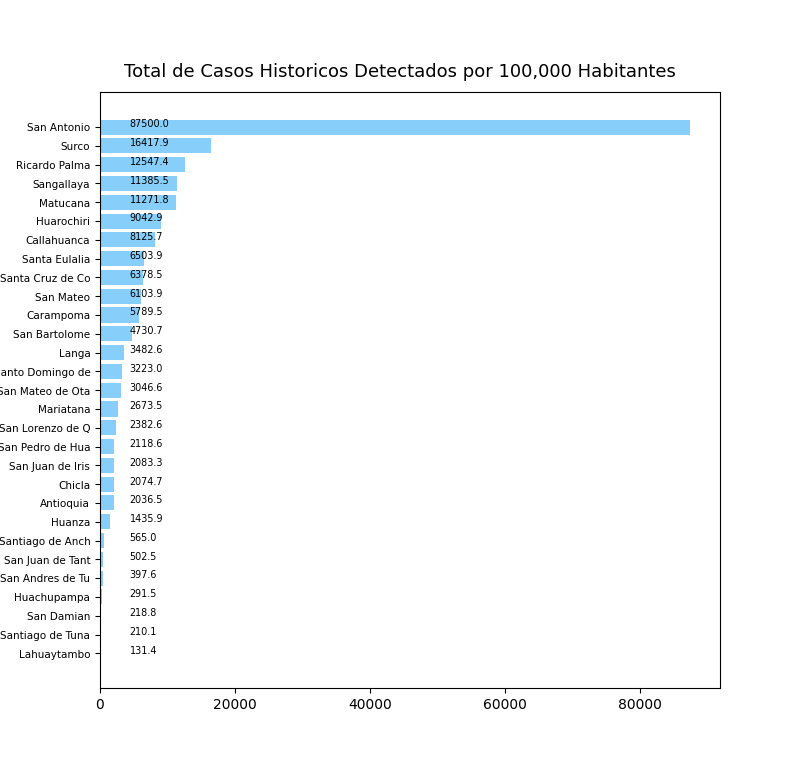 Total de Casos Historicos Detectados por 100,000 Habitantes
San Antonio 87500.0
Surco 16417.9
Ricardo Palma 12547.4
Sangallaya 11385.5
Matucana 11271.8
Huarochiri 9042.9
Callahuanca 8125.7
Santa Eulalia 6503.9
Santa Cruz de Co 6378.5
San Mateo 6103.9
Carampoma 5789.5
San Bartolome 4730.7
Langa 3482.6
anto Domingo de 3223.0
San Mateo de Ota 3046.6
Mariatana 2673.5
San Lorenzo de Q 2382.6
San Pedro de Hua 2118.6
San Juan de Iris 2083.3
Chicla 2074.7
Antioquia 2036.5
Huanza 1435.9
Santiago de Anch 565.0
San Juan de Tant 502.5
San Andres de Tu 397.6
Huachupampa 291.5
San Damian 218.8
Santiago de Tuna 210.1
Lahuaytambo 131.4
0 20000 40000 60000 80000